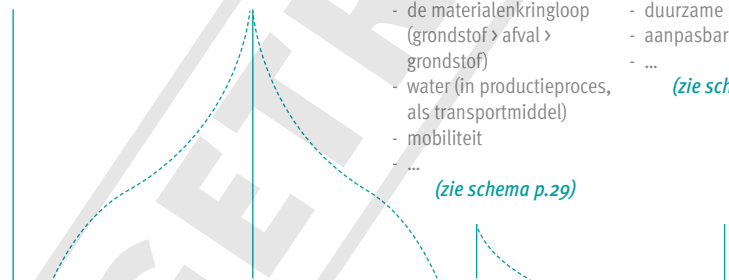 - de materialenkringloop
(grondstof > afval >
grondstof)
- water (in productieproces,
als transportmiddel)
- mobiliteit
- ...
(zie schema p.29)
- duurzame
- aanpasbar
- ...
(zie sch